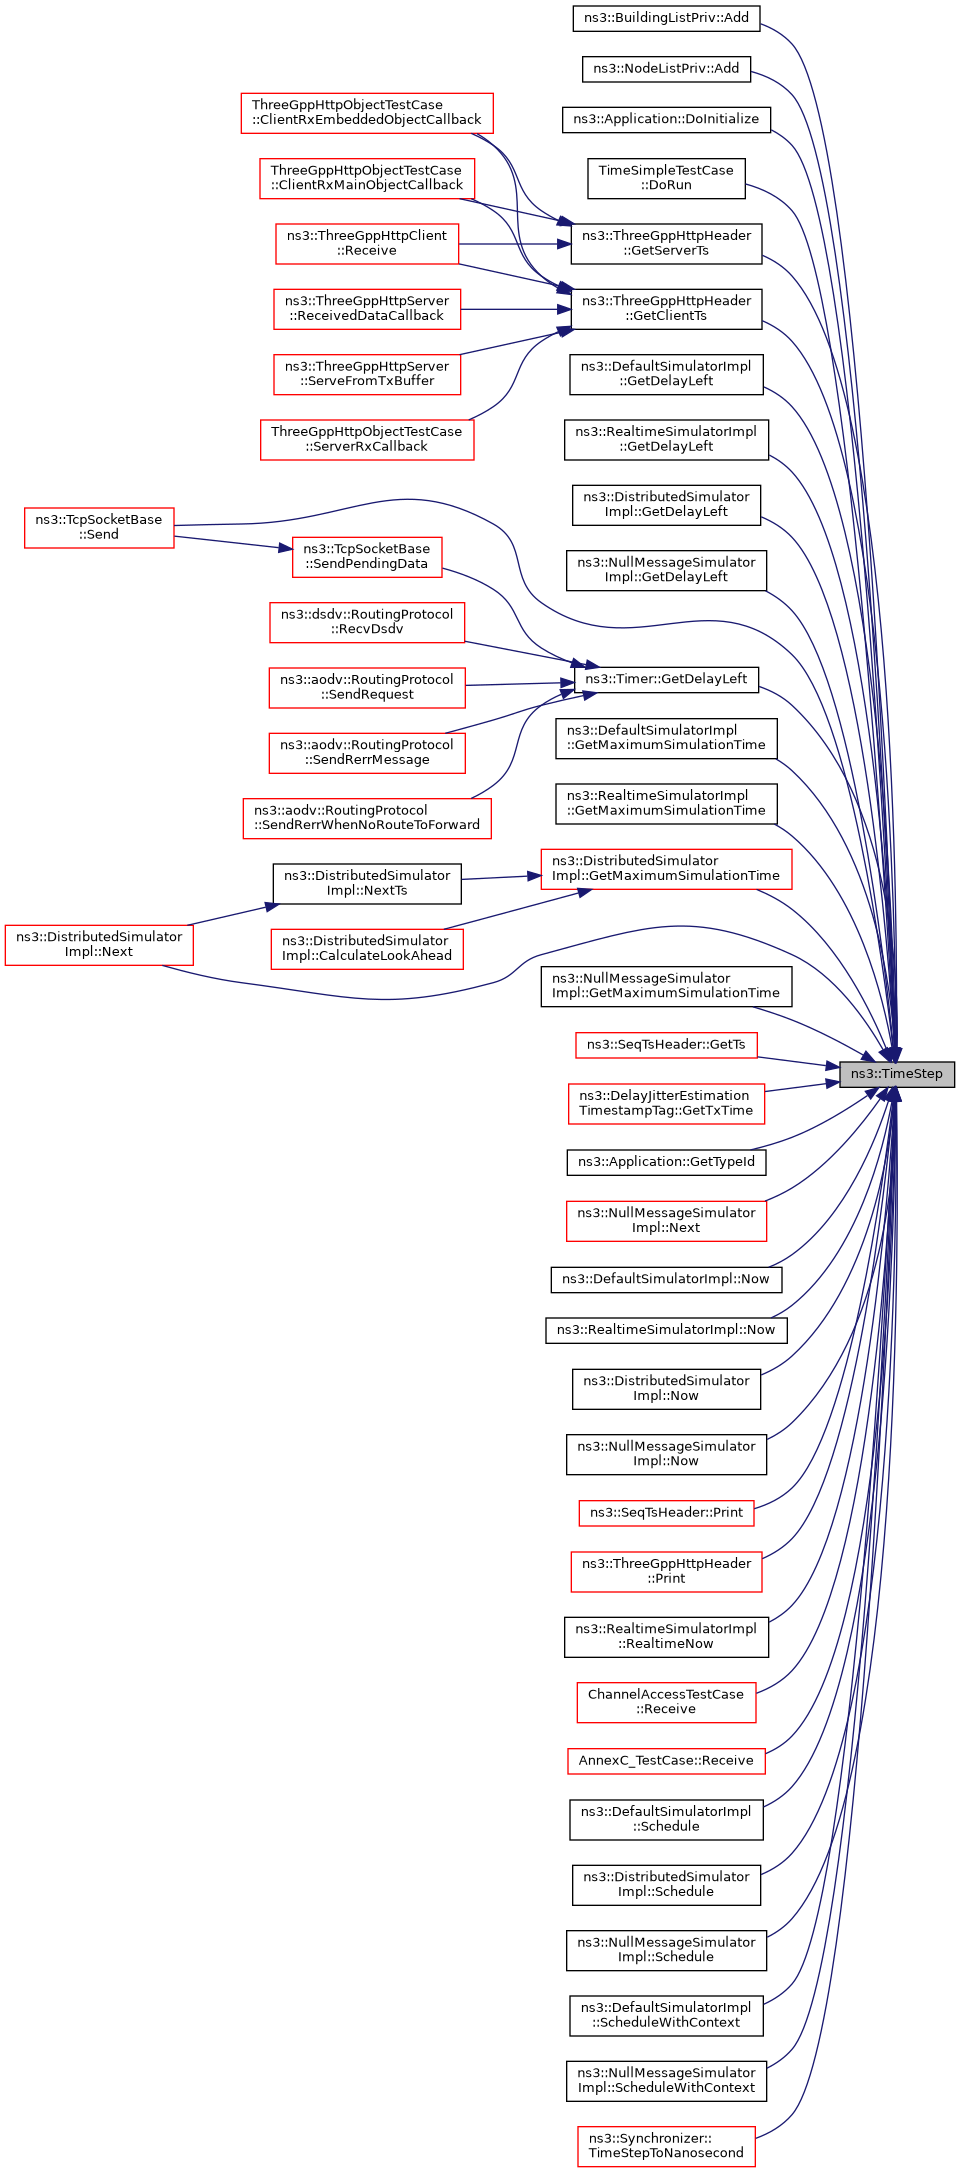 ns3::BuildingListPriv::Add
ns3::NodeListPriv::Add
ThreeGppHttpObjectTestCase
::ClientRxEmbeddedObjectCallback
ns3::Application::DoInitialize
ThreeGppHttpObjectTestCase
::ClientRxMainObjectCallback
TimeSimpleTestCase
::DoRun
ns3::ThreeGppHttpClient
::Receive
ns3::ThreeGppHttpHeader
::GetServerTs
ns3::ThreeGppHttpServer
::ReceivedDataCallback
ns3::ThreeGppHttpHeader
::GetClientTs
ns3::ThreeGppHttpServer
::ServeFromTxBuffer
ns3::DefaultSimulatorImpl
::GetDelayLeft
ThreeGppHttpObjectTestCase
::ServerRxCallback
ns3::RealtimeSimulatorImpl
::GetDelayLeft
ns3::DistributedSimulator
Impl::GetDelayLeft
ns3::TcpSocketBase
::Send
ns3::TcpSocketBase
::SendPendingData
ns3::NullMessageSimulator
Impl::GetDelayLeft
ns3::dsdv::RoutingProtocol
::RecvDsdv
ns3::aodv::RoutingProtocol
::SendRequest
ns3::Timer::GetDelayLeft
ns3::aodv::RoutingProtocol
::SendRerrMessage
ns3::DefaultSimulatorImpl
::GetMaximumSimulationTime
ns3::aodv::RoutingProtocol
::SendRerrWhenNoRouteToForward
ns3::RealtimeSimulatorImpl
::GetMaximumSimulationTime
ns3::DistributedSimulator
Impl::NextTs
ns3::DistributedSimulator
Impl::GetMaximumSimulationTime
ns3::DistributedSimulator
Impl::Next
ns3::DistributedSimulator
Impl::CalculateLookAhead
ns3::NullMessageSimulator
Impl::GetMaximumSimulationTime
ns3::SeqTsHeader::GetTs
ns3::TimeStep
ns3::DelayJitterEstimation
TimestampTag::GetTxTime
ns3::Application::GetTypeId
ns3::NullMessageSimulator
Impl::Next
ns3::DefaultSimulatorImpl::Now
ns3::RealtimeSimulatorImpl::Now
ns3::DistributedSimulator
Impl::Now
ns3::NullMessageSimulator
Impl::Now
ns3::SeqTsHeader::Print
ns3::ThreeGppHttpHeader
::Print
ns3::RealtimeSimulatorImpl
::RealtimeNow
ChannelAccessTestCase
::Receive
AnnexC_TestCase::Receive
ns3::DefaultSimulatorImpl
::Schedule
ns3::DistributedSimulator
Impl::Schedule
ns3::NullMessageSimulator
Impl::Schedule
ns3::DefaultSimulatorImpl
::ScheduleWithContext
ns3::NullMessageSimulator
Impl::ScheduleWithContext
ns3::Synchronizer::
TimeStepToNanosecond